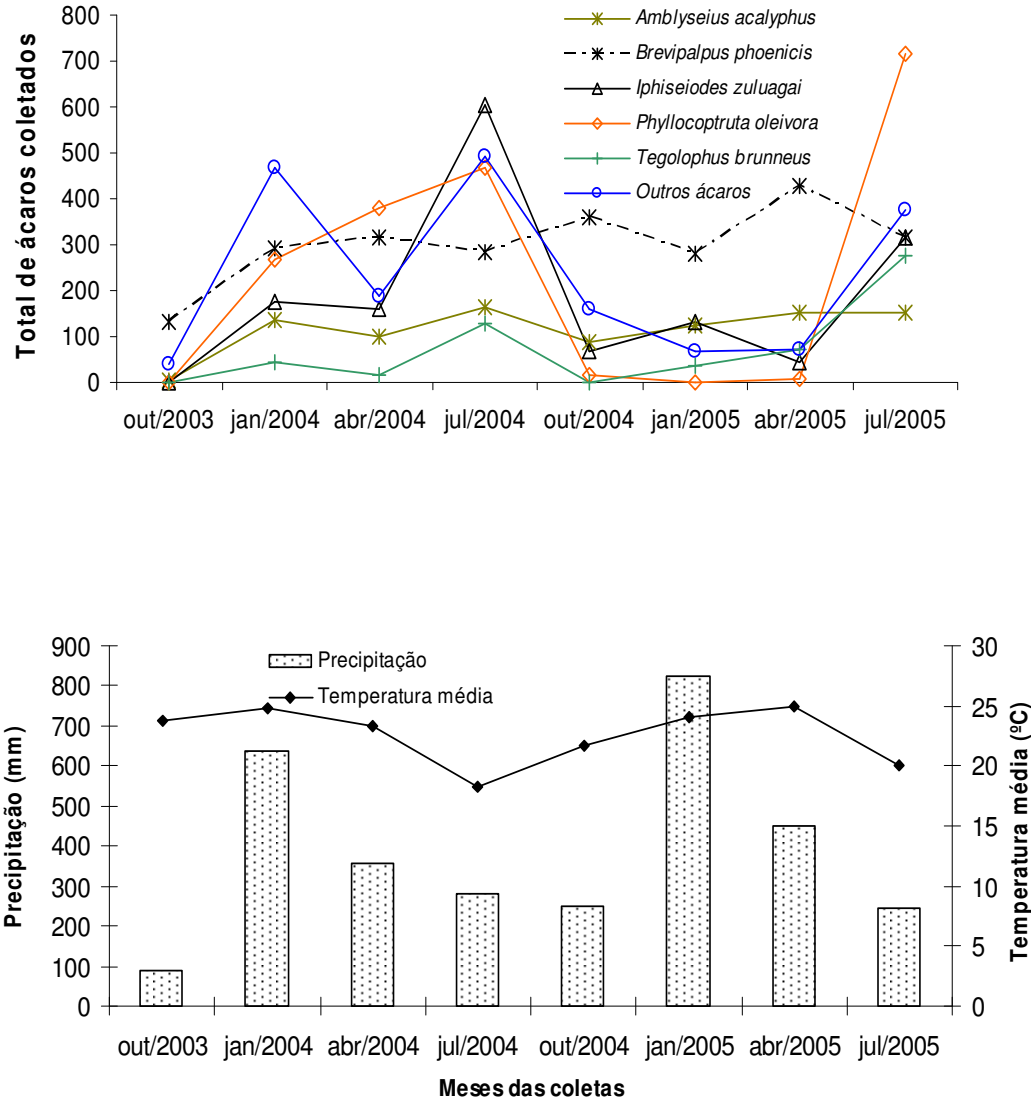 Total de ácaros coletados
800
700
600
500
400
300
200
100
0
Amblyseius acalyphus
Brevipalpus phoenicis
Iphiseiodes zuluagai
Phyllocoptruta oleivora
Tegolophus brunneus
Outros ácaros
out/2003 jan/2004 abr/2004 jul/2004 out/2004 jan/2005 abr/2005 jul/2005
Precipitação (mm)
900
800
700
600
500
400
300
200
100
0
Precipitação
Temperatura média
30
25
20
15
10
5
0
Temperatura média (ºC)
out/2003 jan/2004 abr/2004 jul/2004 out/2004 jan/2005 abr/2005 jul/2005
Meses das coletas